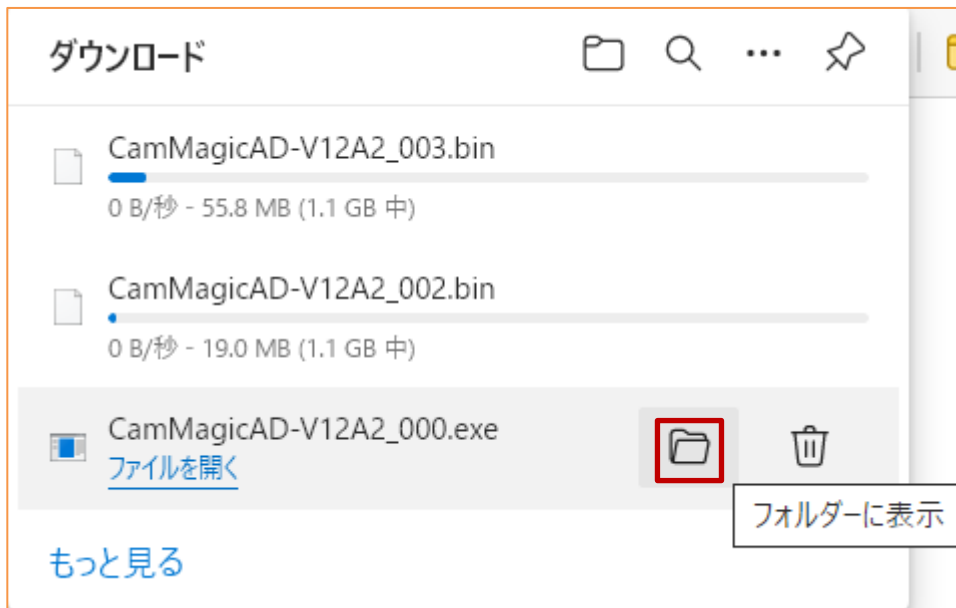 ダウンロード
CamMagicAD-V12A2_003.bin
0 B/秒 - 55.8 MB (1.1 GB 中)
CamMagicAD-V12A2_002.bin
0 B/秒 - 19.0 MB (1.1 GB 中)
CamMagicAD-V12A2_000.exe
ファイルを開く
フォルダーに表示
もっと見る